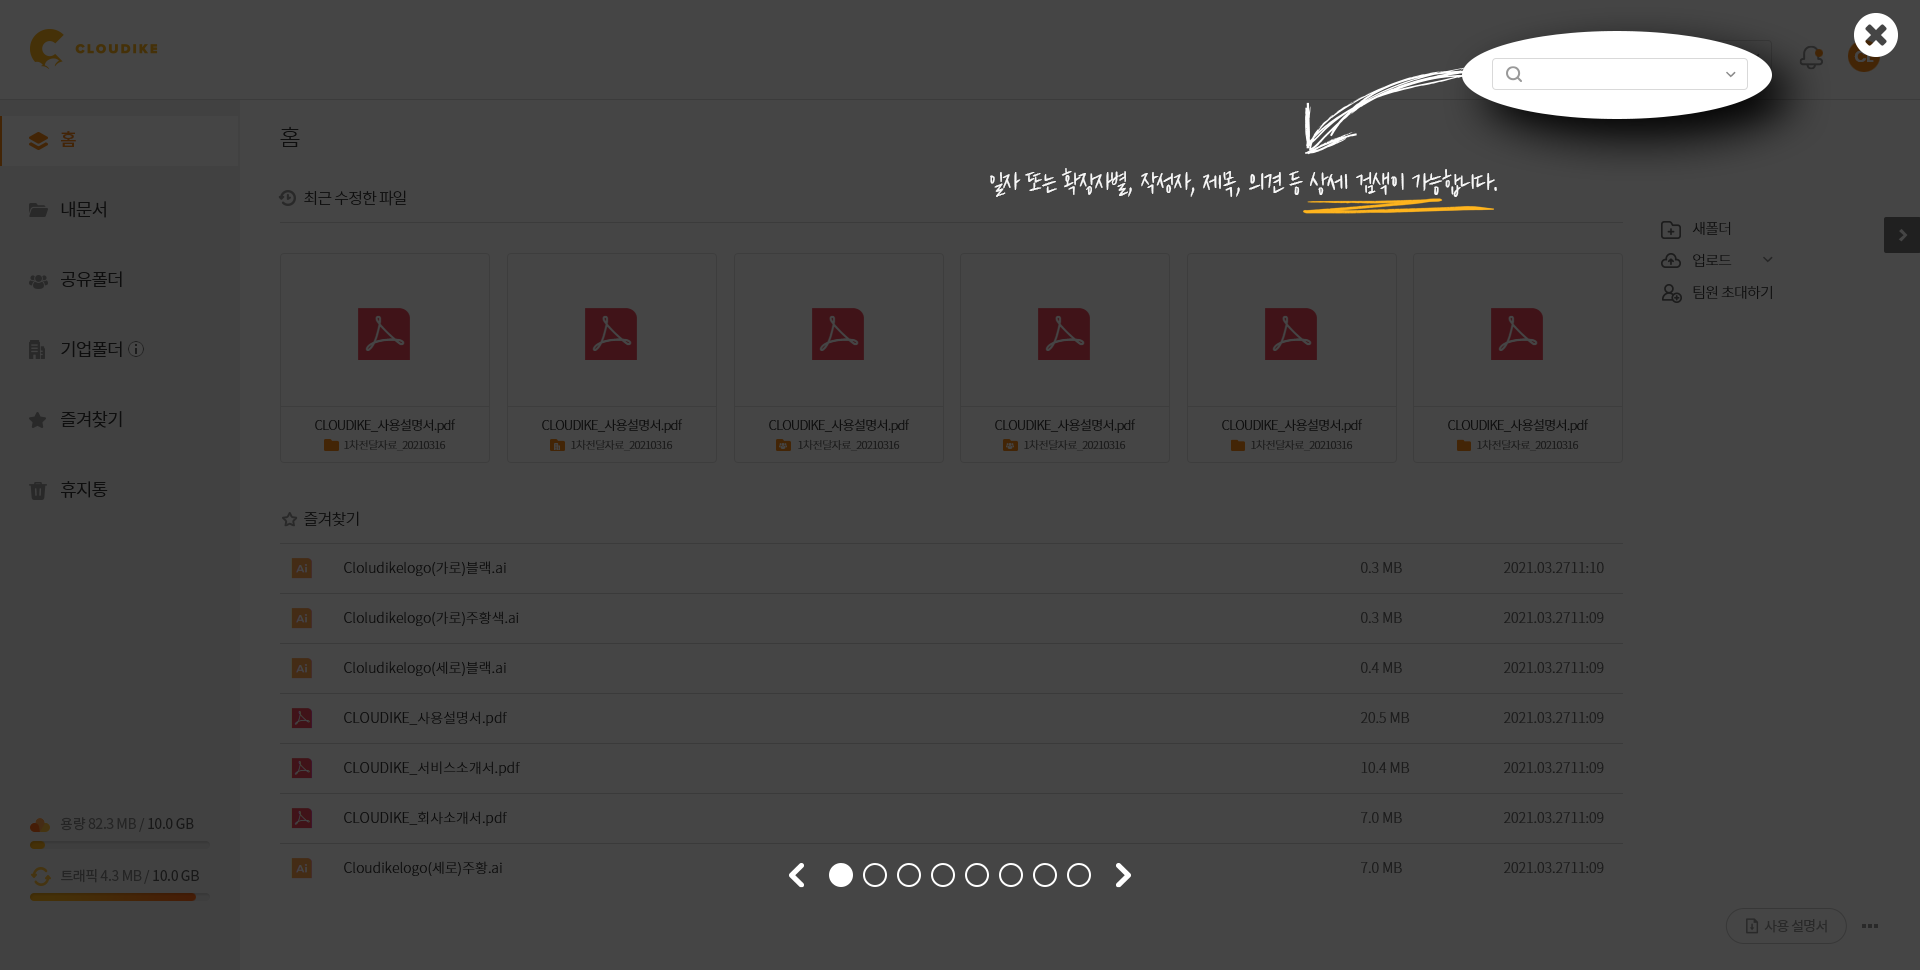 CLOUDIKE
CL
일자 또는 확장자별, 작성자, 제목, 의견 등 상세 검색이 가능합니다.
홈
내문서
공유폴더
기업폴더
즐겨찾기
휴지통
용량 82.3 MB / 10.0 GB
트래픽 4.3 MB / 10.0 GB
홈
최근 수정한 파일
CLOUDIKE_사용설명서.pdf
1차전달자료_20210316
CLOUDIKE_사용설명서.pdf
1차전달자료_20210316
CLOUDIKE_사용설명서.pdf
1차전달자료_20210316
CLOUDIKE_사용설명서.pdf
1차전달자료_20210316
CLOUDIKE_사용설명서.pdf
1차전달자료_20210316
CLOUDIKE_사용설명서.pdf
1차전달자료_20210316
새폴더
업로드
팀원 초대하기
즐겨찾기
Ai Cloludikelogo(가로)블랙.ai 0.3 MB 2021.03.2711:10
Ai Cloludikelogo(가로)주황색.ai 0.3 MB 2021.03.2711:09
Ai Cloludikelogo(세로)블랙.ai 0.4 MB 2021.03.2711:09
CLOUDIKE_사용설명서.pdf 20.5 MB 2021.03.2711:09
CLOUDIKE_서비스소개서.pdf 10.4 MB 2021.03.2711:09
CLOUDIKE_회사소개서.pdf 7.0 MB 2021.03.2711:09
Ai Cloudikelogo(세로)주황.ai 7.0 MB 2021.03.2711:09
사용 설명서